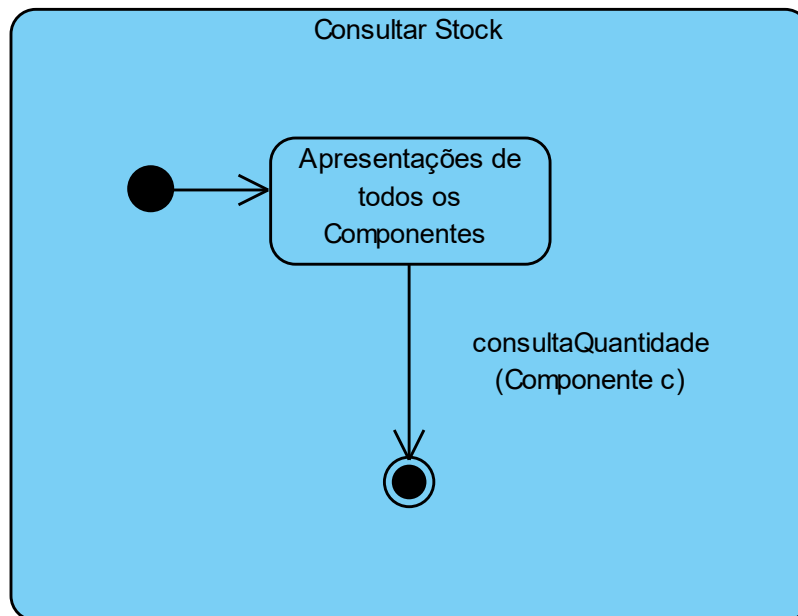 Consultar Stock
Apresentações de
todos os
Componentes
consultaQuantidade
(Componente c)